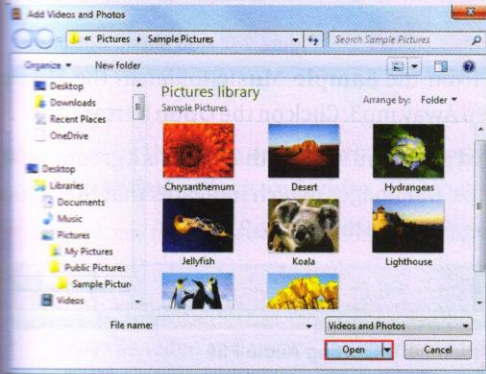 Add Videos and Photos
« Pictures ▸ Sample Pictures
Search Sample Pictures
Organize ▾ New folder
Desktop
Downloads
Recent Places
OneDrive
Desktop
Libraries
Documents
Music
Pictures
My Pictures
Public Pictures
Sample Pictur
Videos
Pictures library
Sample Pictures
Arrange by: Folder ▾
Chrysanthemum
Desert
Hydrangeas
Jellyfish
Koala
Lighthouse
File name:
Videos and Photos
Open
Cancel